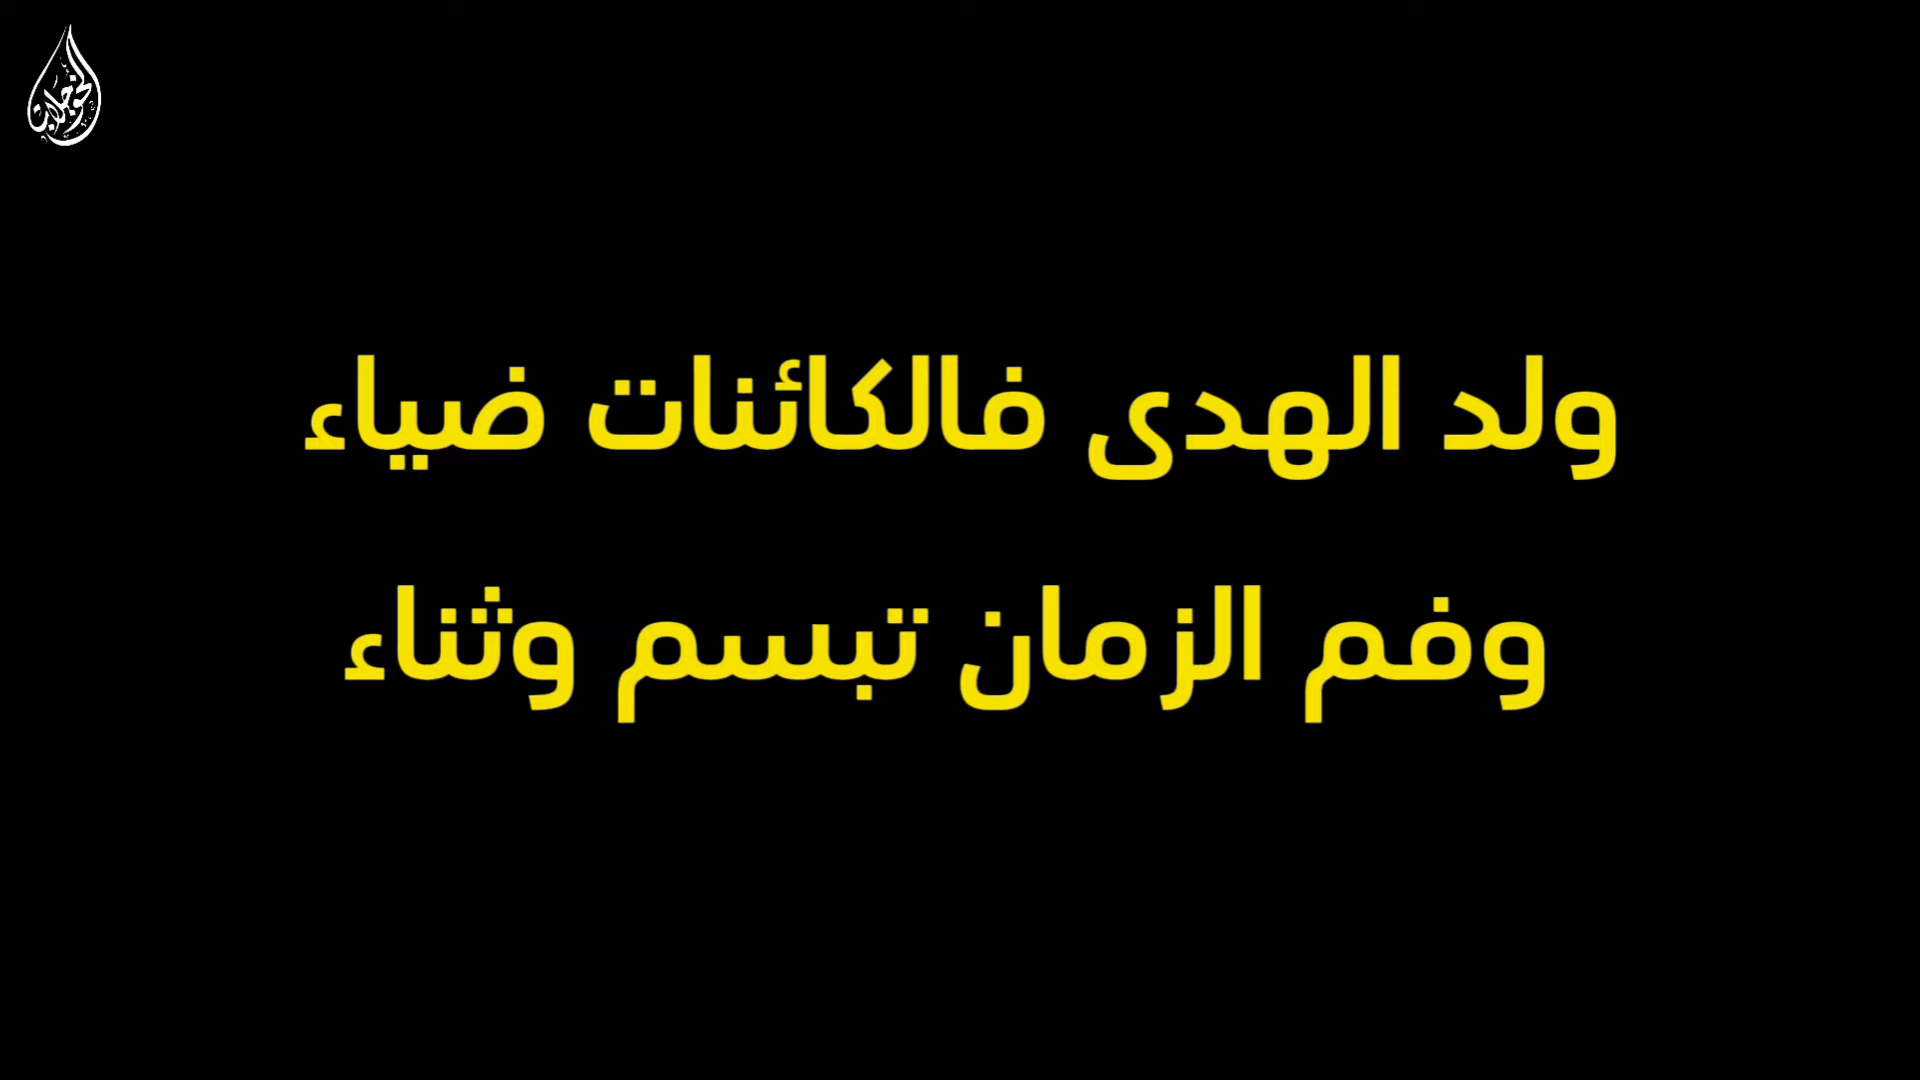 ولد الهدى فالكائنات ضياء
وفم الزمان تبسم وثناء